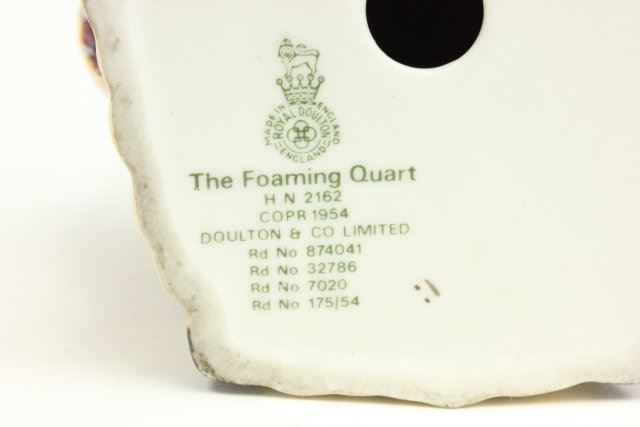 MADE IN ENGLAND
ROYAL DOULTON
ENGLAND
The Foaming Quart
H N 2162
COPR 1954
DOULTON & CO LIMITED
Rd No 874041
Rd No 32786
Rd No 7020
Rd No 175/54